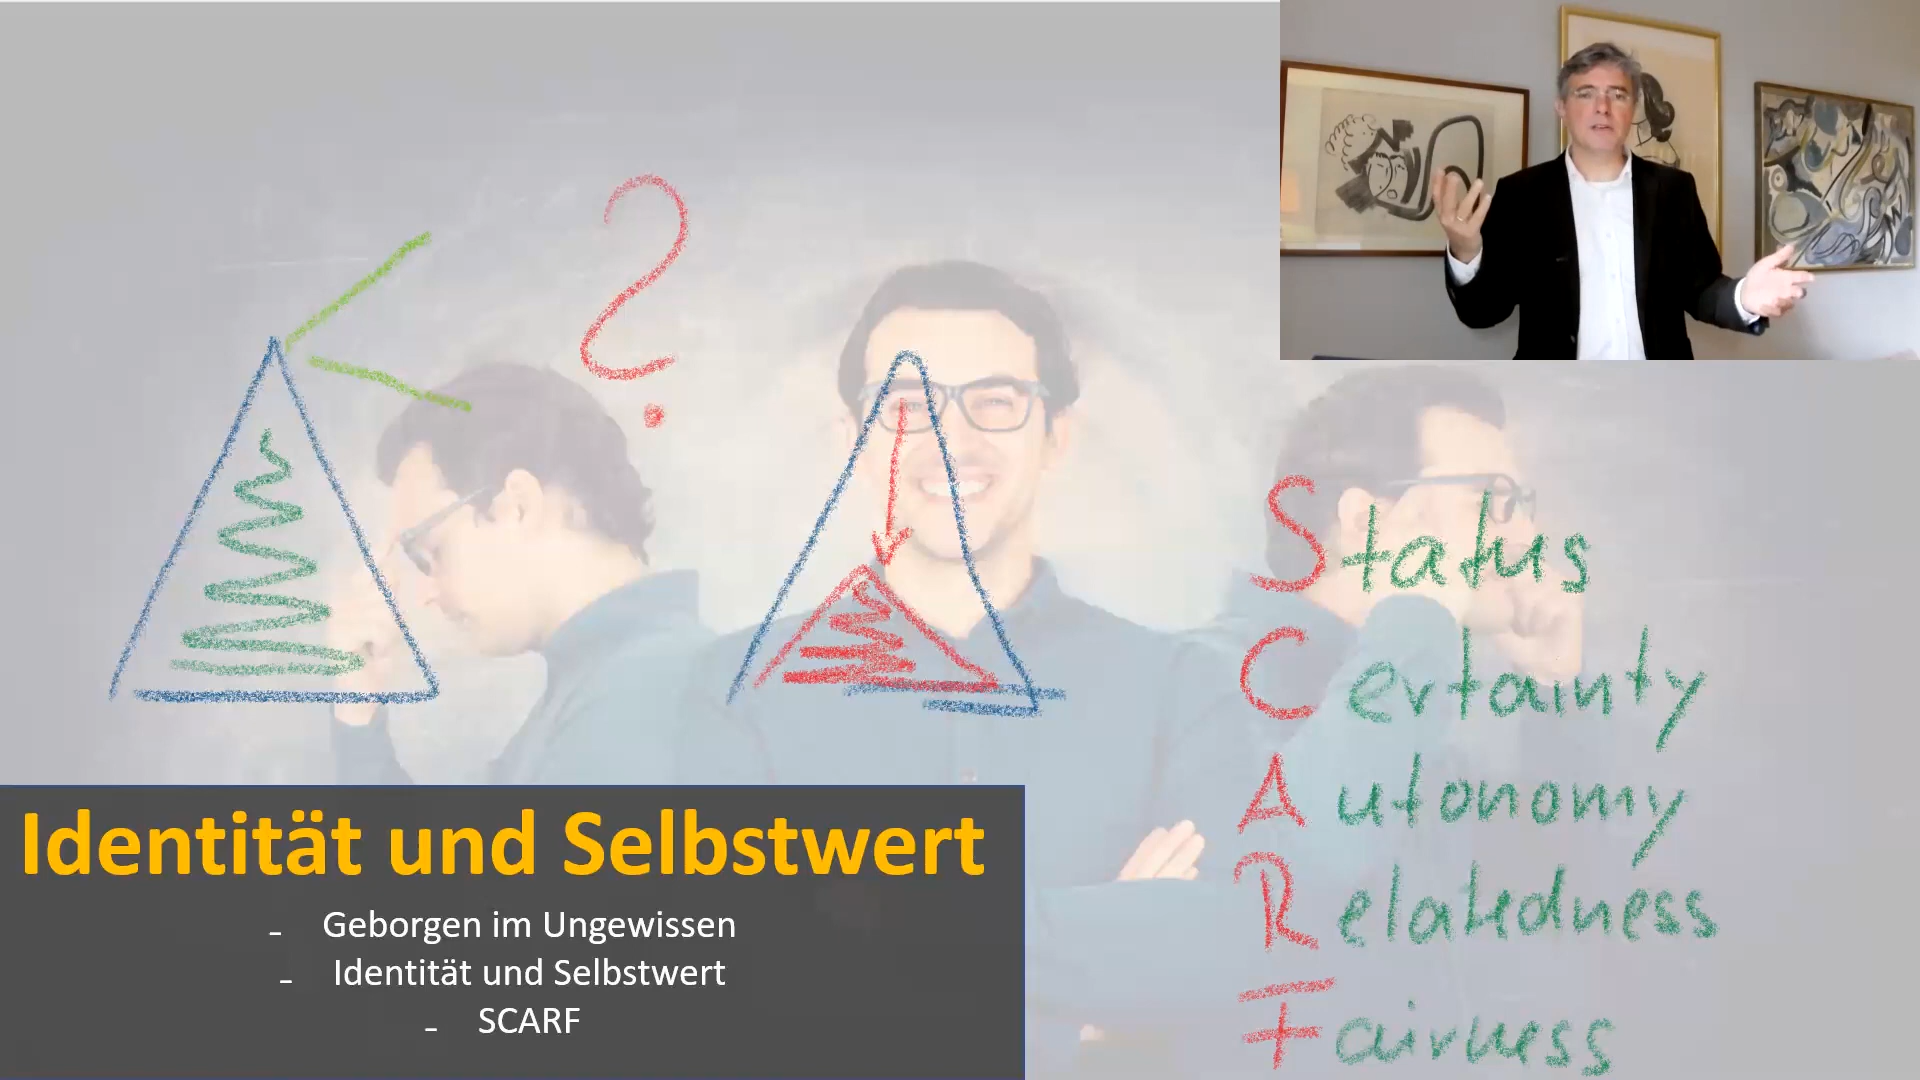 ?
Status
Certainty
Autonomy
Relatedness
Fairness
Identität und Selbstwert
- Geborgen im Ungewissen
- Identität und Selbstwert
- SCARF